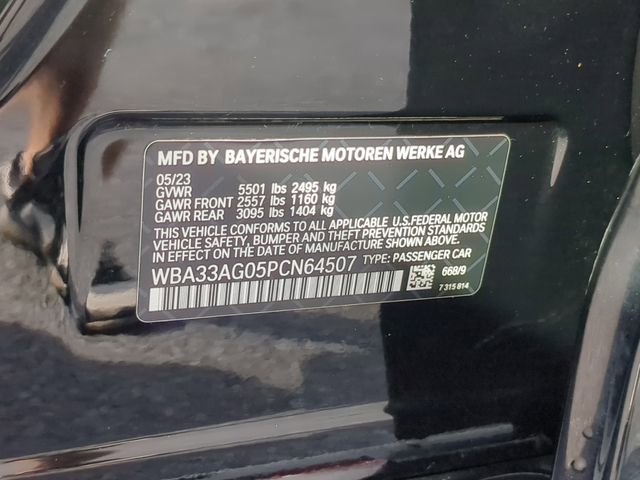 MFD BY BAYERISCHE MOTOREN WERKE AG
05/23
GVWR 5501 lbs 2495 kg
GAWR FRONT 2557 lbs 1160 kg
GAWR REAR 3095 lbs 1404 kg
THIS VEHICLE CONFORMS TO ALL APPLICABLE U.S. FEDERAL MOTOR
VEHICLE SAFETY, BUMPER AND THEFT PREVENTION STANDARDS
IN EFFECT ON THE DATE OF MANUFACTURE SHOWN ABOVE.
WBA33AG05PCN64507 TYPE: PASSENGER CAR
668/9
7 315 814